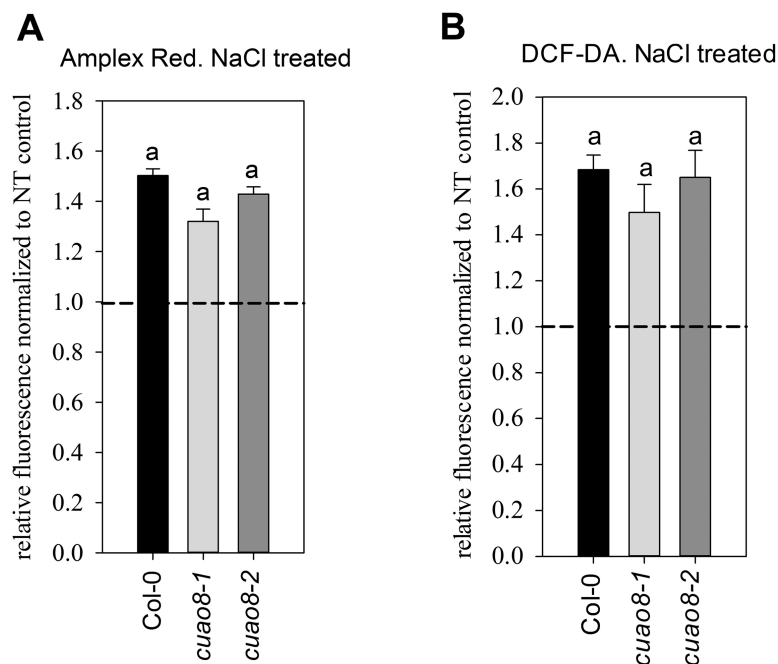 A
Amplex Red. NaCl treated
relative fluorescence normalized to NT control
1.8
1.6
1.4
1.2
1.0
0.8
0.6
0.4
0.2
0.0
a
a
a
Col-0
cuao8-1
cuao8-2
B
DCF-DA. NaCl treated
relative fluorescence normalized to NT control
2.0
1.8
1.6
1.4
1.2
1.0
0.8
0.6
0.4
0.2
0.0
a
a
a
Col-0
cuao8-1
cuao8-2